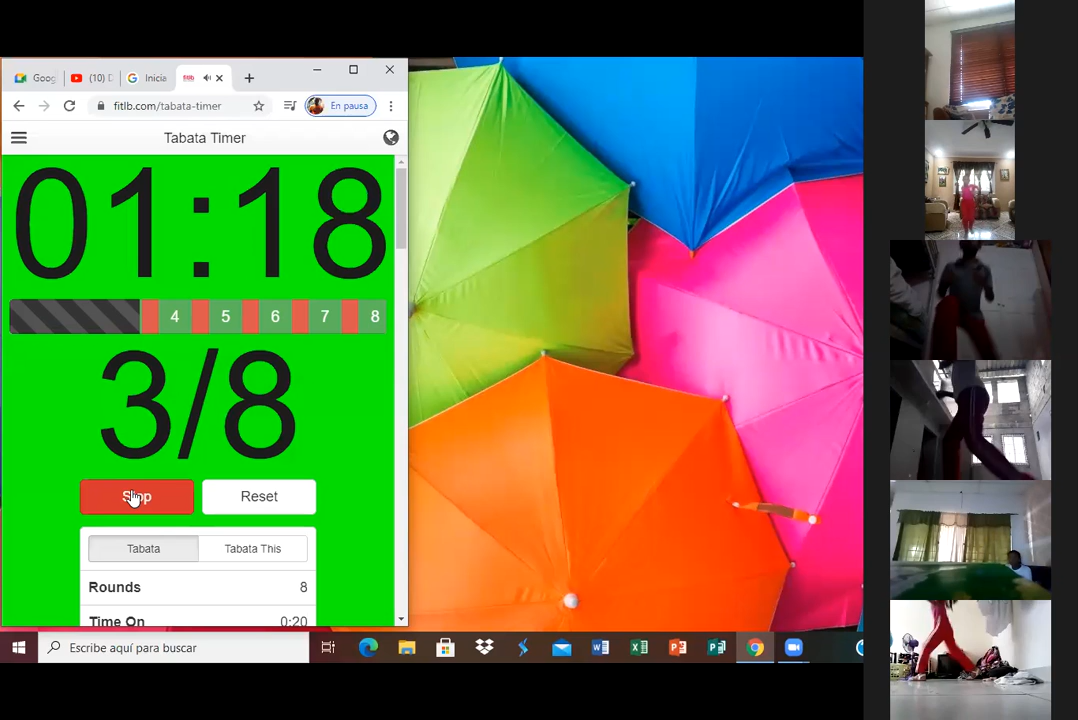 Goog
(10) D
Inicia
fitlb
fitlb.com/tabata-timer
En pausa
Tabata Timer
01:18
4 5 6 7 8
3/8
Stop Reset
Tabata Tabata This
Rounds 8
Time On 0:20
Escribe aquí para buscar